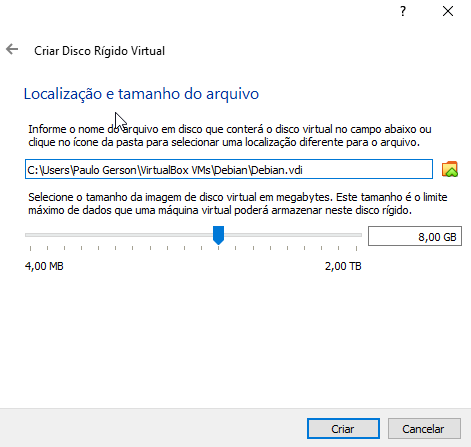 ?
Criar Disco Rígido Virtual
Localização e tamanho do arquivo
Informe o nome do arquivo em disco que conterá o disco virtual no campo abaixo ou
clique no ícone da pasta para selecionar uma localização diferente para o arquivo.
C:\Users\Paulo Gerson\VirtualBox VMs\Debian\Debian.vdi
Selecione o tamanho da imagem de disco virtual em megabytes. Este tamanho é o limite
máximo de dados que uma máquina virtual poderá armazenar neste disco rígido.
8,00 GB
4,00 MB 2,00 TB
Criar Cancelar